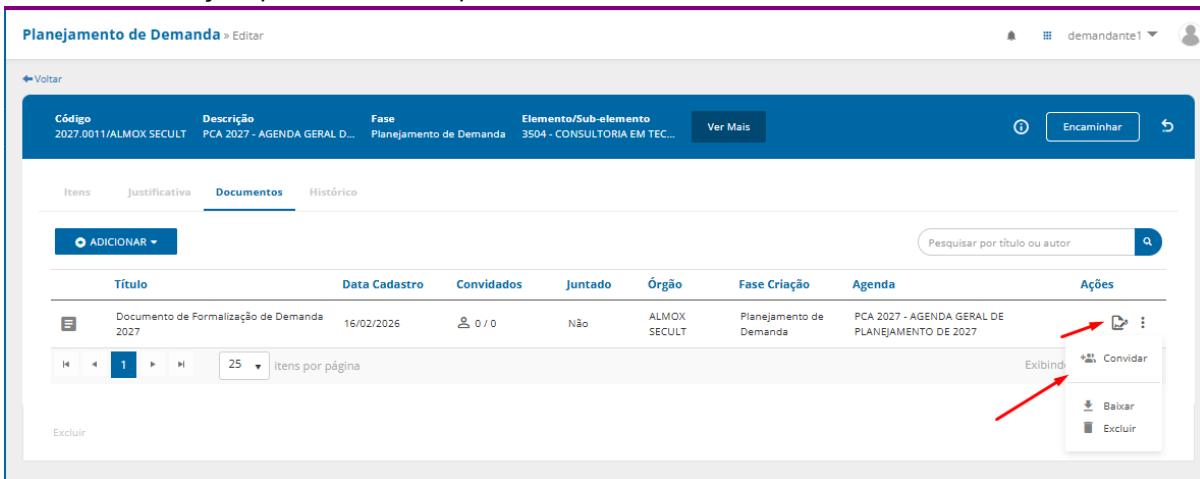 Planejamento de Demanda » Editar
demandante1
Voltar
Código
2027.0011/ALMOX SECULT
Descrição
PCA 2027 - AGENDA GERAL D...
Fase
Planejamento de Demanda
Elemento/Sub-elemento
3504 - CONSULTORIA EM TEC...
Ver Mais
Encaminhar
Itens Justificativa Documentos Histórico
ADICIONAR
Pesquisar por título ou autor
Título Data Cadastro Convidados Juntado Órgão Fase Criação Agenda Ações
Documento de Formalização de Demanda
2027
16/02/2026
0 / 0
Não
ALMOX
SECULT
Planejamento de
Demanda
PCA 2027 - AGENDA GERAL DE
PLANEJAMENTO DE 2027
1
25
itens por página
Convidar
Baixar
Excluir
Excluir